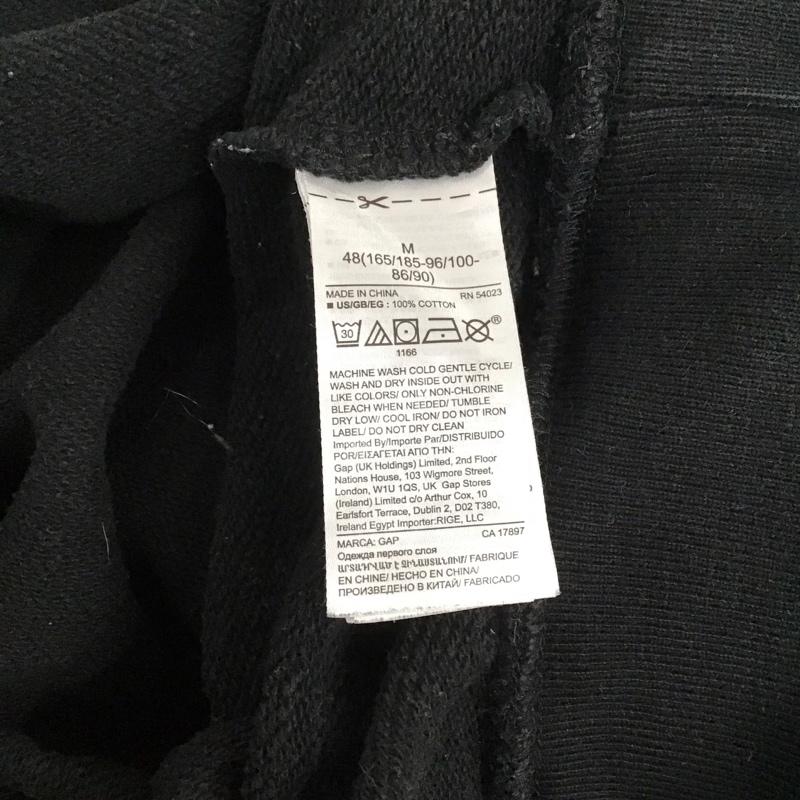 M
48(165/185-96/100-
86/90)
MADE IN CHINA RN 54023
■ US/GB/EG : 100% COTTON
30 ®
1166
MACHINE WASH COLD GENTLE CYCLE/
WASH AND DRY INSIDE OUT WITH
LIKE COLORS/ ONLY NON-CHLORINE
BLEACH WHEN NEEDED/ TUMBLE
DRY LOW/ COOL IRON/ DO NOT IRON
LABEL/ DO NOT DRY CLEAN
Imported By/Importe Par/DISTRIBUIDO
POR/ΕΙΣΑΓΕΤΑΙ ΑΠΟ ΤΗΝ:
Gap (UK Holdings) Limited, 2nd Floor
Nations House, 103 Wigmore Street,
London, W1U 1QS, UK Gap Stores
(Ireland) Limited c/o Arthur Cox, 10
Earlsfort Terrace, Dublin 2, D02 T380,
Ireland Egypt Importer:RIGE, LLC
MARCA: GAP CA 17897
Одежда первого слоя
ԱՐՏԱԴՐՎԱԾ Է ՉԻՆԱՍՏԱՆՈՒՄ/ FABRIQUE
EN CHINE/ HECHO EN CHINA/
ПРОИЗВЕДЕНО В КИТАЙ/ FABRICADO